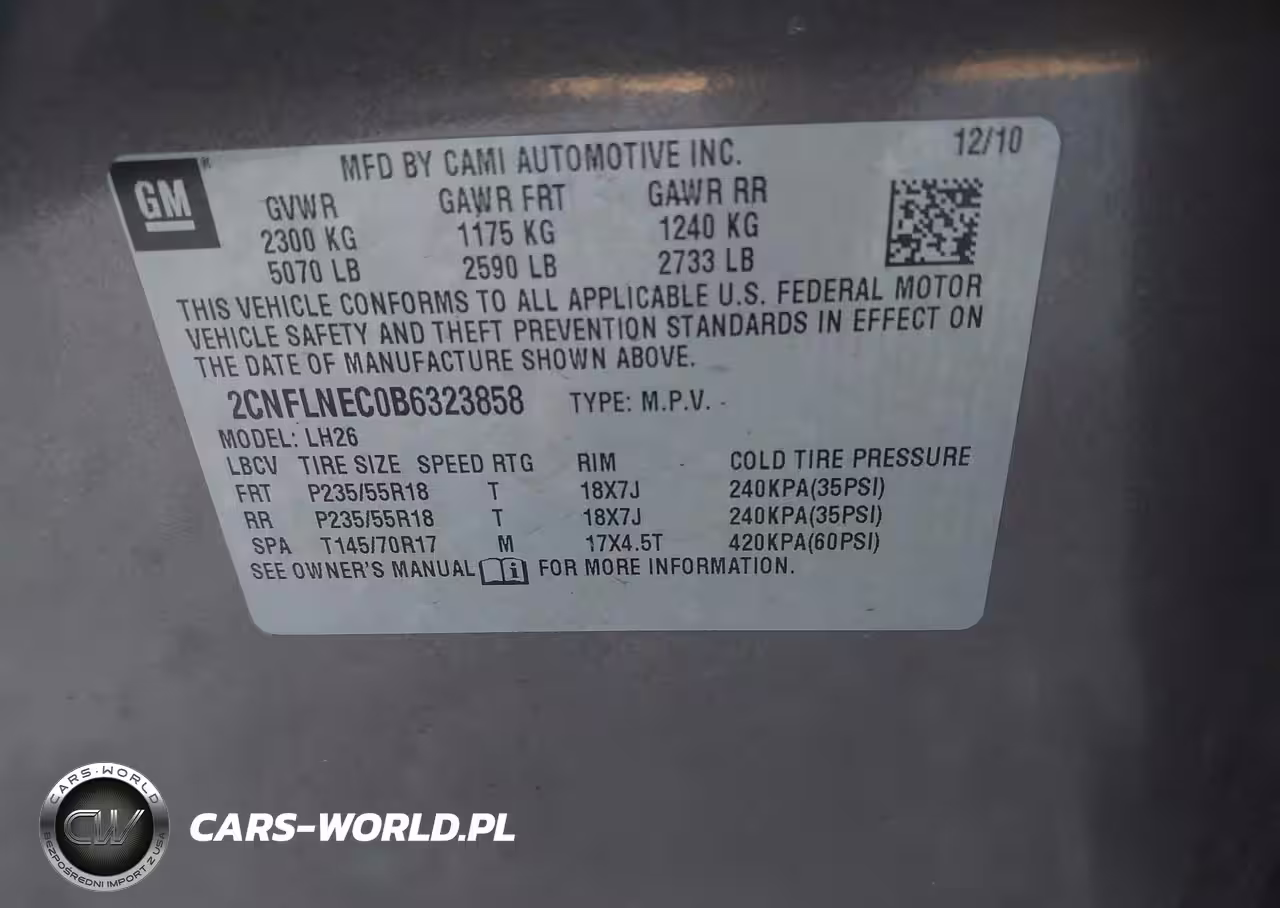 GM®
MFD BY CAMI AUTOMOTIVE INC. 12/10
GVWR GAWR FRT GAWR RR
2300 KG 1175 KG 1240 KG
5070 LB 2590 LB 2733 LB
THIS VEHICLE CONFORMS TO ALL APPLICABLE U.S. FEDERAL MOTOR
VEHICLE SAFETY AND THEFT PREVENTION STANDARDS IN EFFECT ON
THE DATE OF MANUFACTURE SHOWN ABOVE.
2CNFLNEC0B6323858 TYPE: M.P.V.
MODEL: LH26
LBCV TIRE SIZE SPEED RTG RIM COLD TIRE PRESSURE
FRT P235/55R18 T 18X7J 240KPA(35PSI)
RR P235/55R18 T 18X7J 240KPA(35PSI)
SPA T145/70R17 M 17X4.5T 420KPA(60PSI)
SEE OWNER'S MANUAL i FOR MORE INFORMATION.
CARS-WORLD
CW
BEZPOŚREDNI IMPORT Z USA
CARS-WORLD.PL